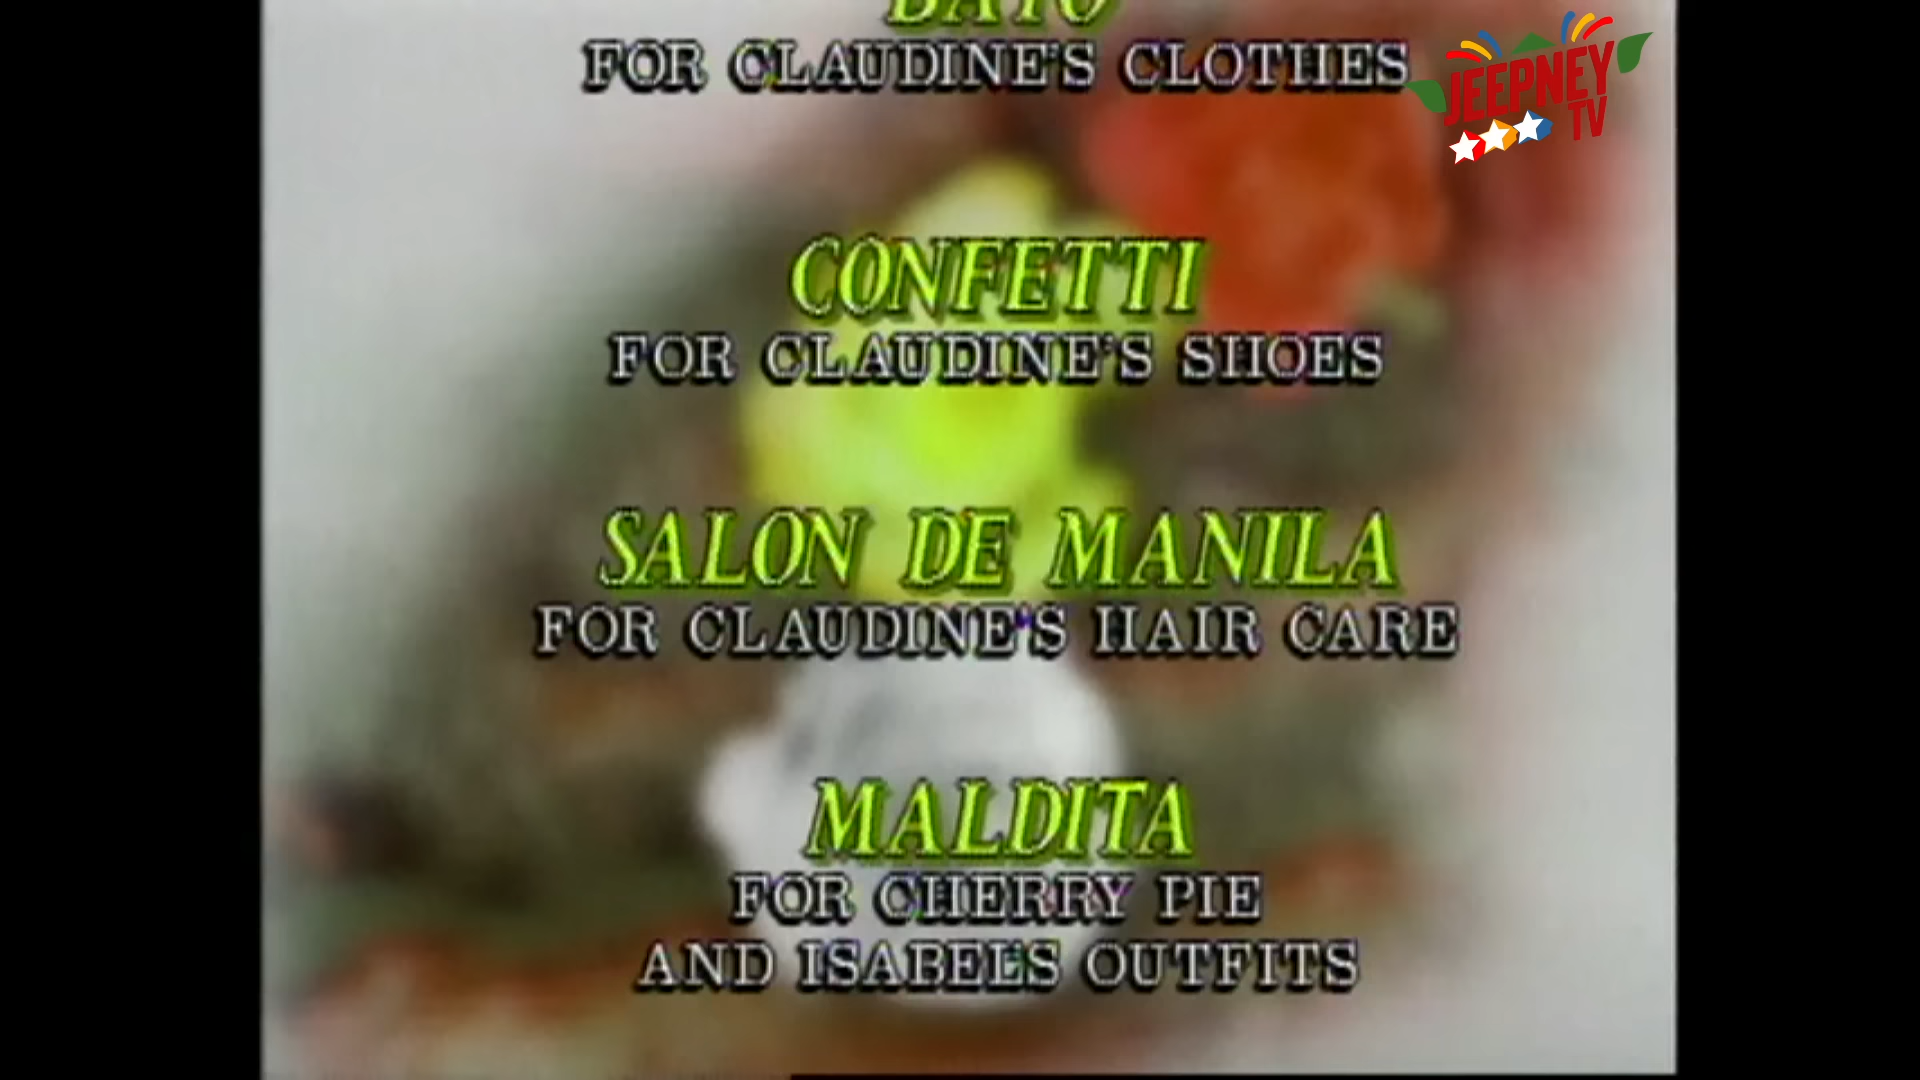 BAYO
FOR CLAUDINE'S CLOTHES
JEEPNEY
TV
CONFETTI
FOR CLAUDINE'S SHOES
SALON DE MANILA
FOR CLAUDINE'S HAIR CARE
MALDITA
FOR CHERRY PIE
AND ISABEL'S OUTFITS